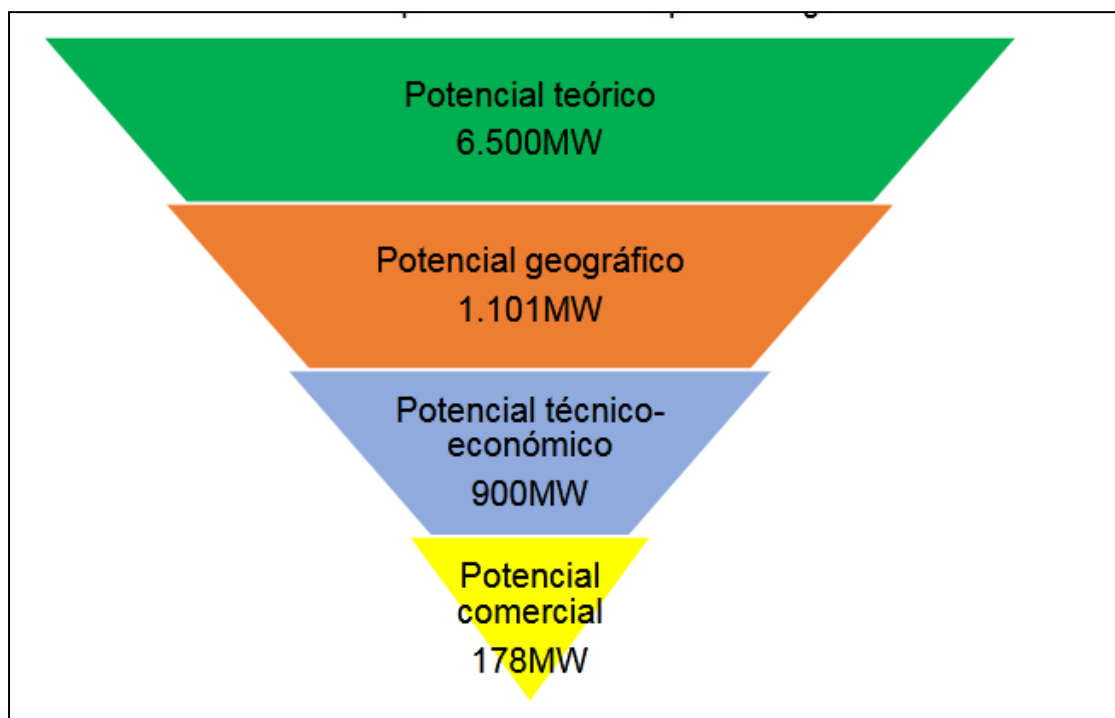 Potencial teórico
6.500MW
Potencial geográfico
1.101MW
Potencial técnico-
económico
900MW
Potencial
comercial
178MW